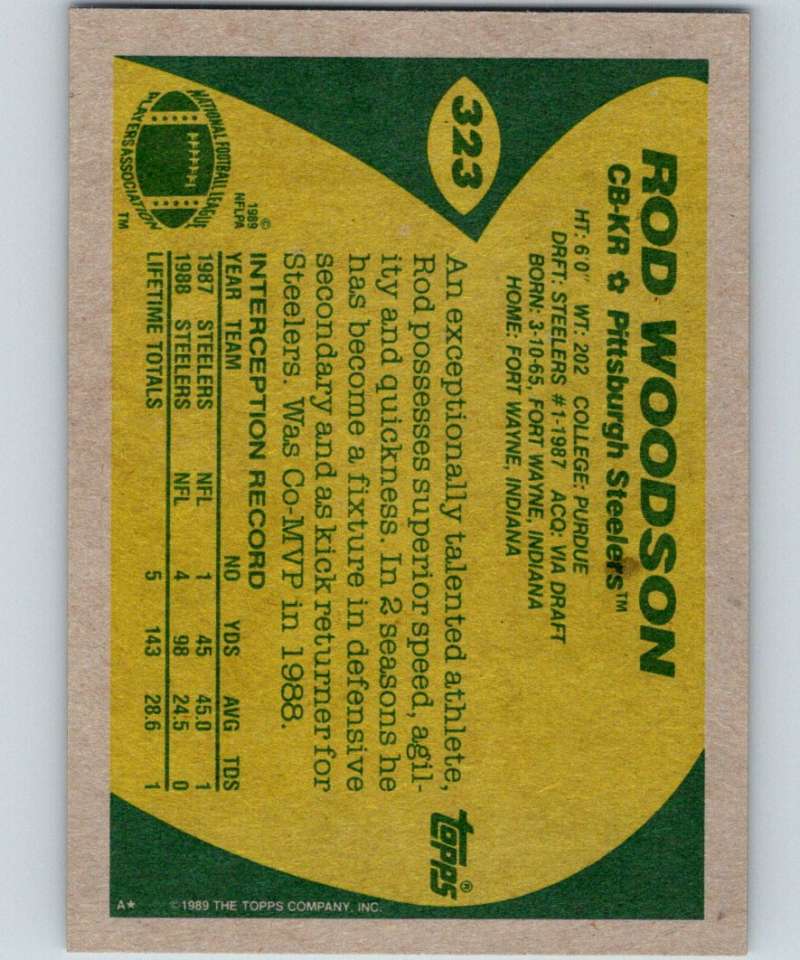 323
ROD WOODSON
CB-KR ✩ Pittsburgh Steelers™
HT: 6'0" WT: 202 COLLEGE: PURDUE
DRFT: STEELERS #1-1987 ACQ: VIA DRAFT
BORN: 3-10-65, FORT WAYNE, INDIANA
HOME: FORT WAYNE, INDIANA
An exceptionally talented athlete,
Rod possesses superior speed, agil-
ity and quickness. In 2 seasons he
has become a fixture in defensive
secondary and as kick returner for
Steelers. Was Co-MVP in 1988.
INTERCEPTION RECORD
YEAR TEAM NO YDS AVG TDS
1987 STEELERS NFL 1 45 45.0 1
1988 STEELERS NFL 4 98 24.5 0
LIFETIME TOTALS 5 143 28.6 1
NATIONAL FOOTBALL LEAGUE
PLAYERS ASSOCIATION
TM
©
1989
NFLPA
topps®
A★ ©1989 THE TOPPS COMPANY, INC.